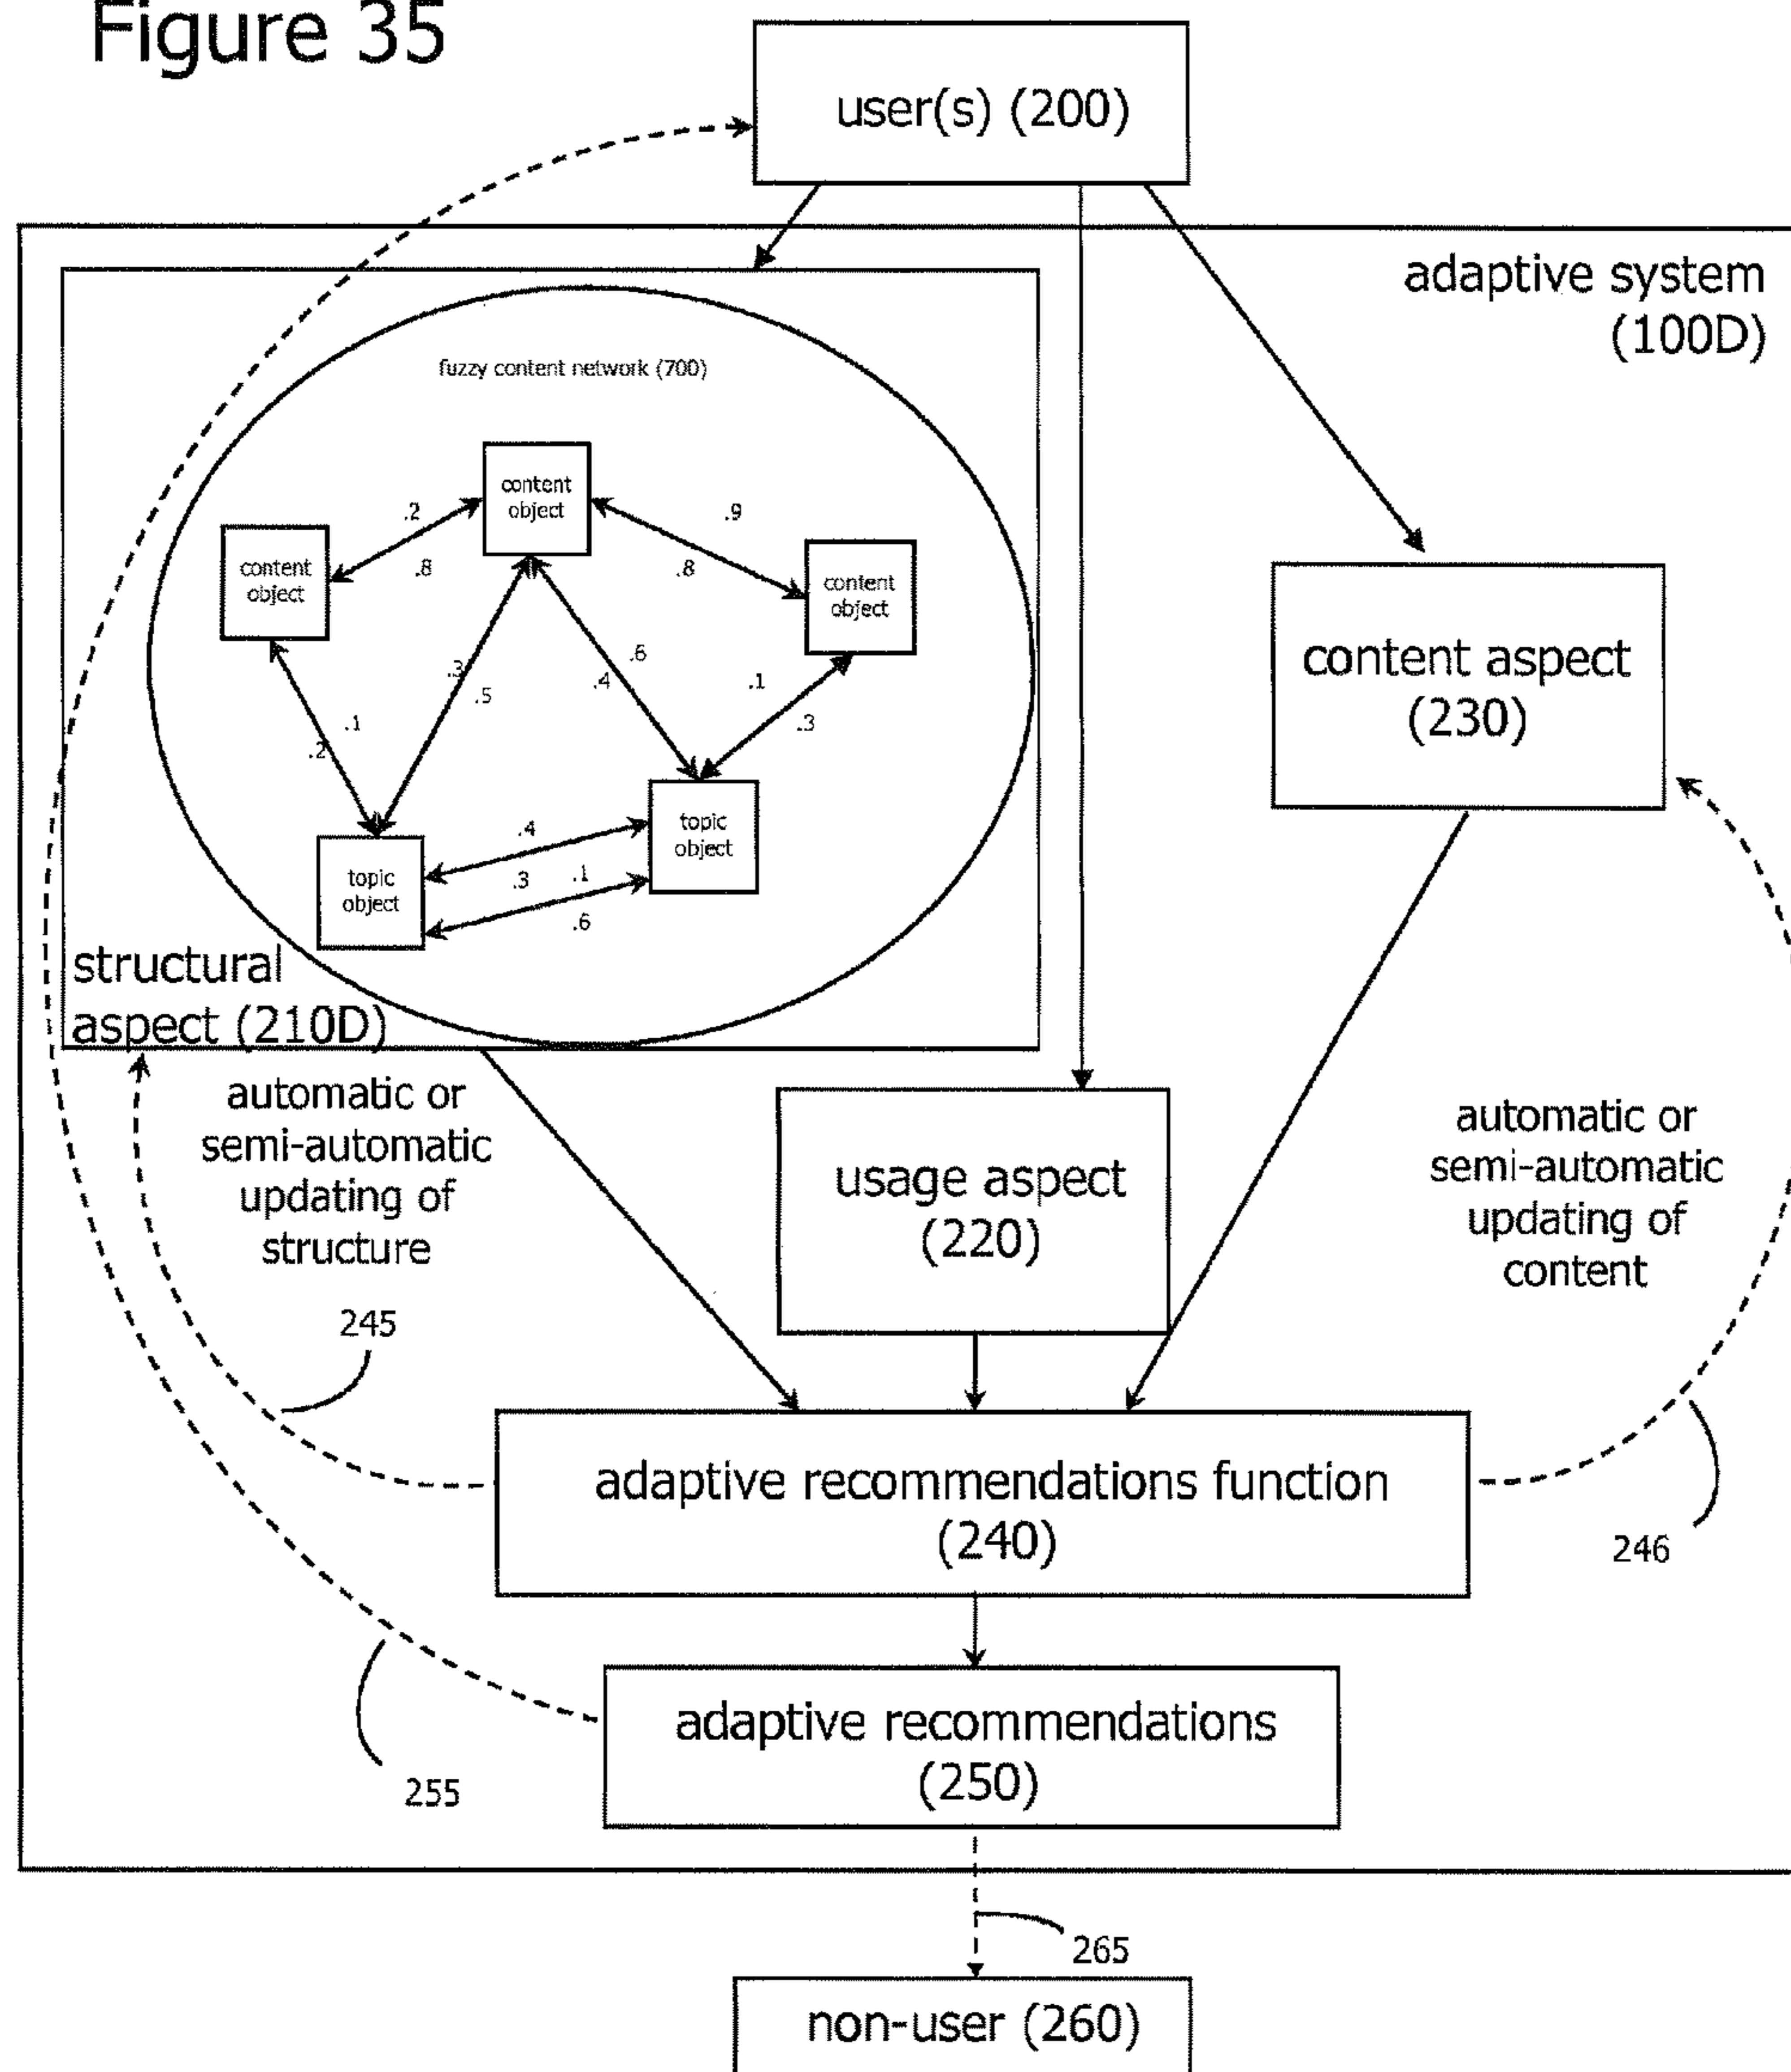 Figure 35
user(s) (200)
adaptive system
(100D)
fuzzy content network (700)
content
object
.2
.9
content
object
.8
.8
content
object
content aspect
(230)
.3
.6
.4
.1
.5
.1
.3
.2
topic
object
.4
topic
object
.3
.1
.6
structural
aspect (210D)
automatic or
semi-automatic
updating of
structure
usage aspect
(220)
automatic or
semi-automatic
updating of
content
245
adaptive recommendations function
(240)
246
adaptive recommendations
(250)
255
265
non-user (260)